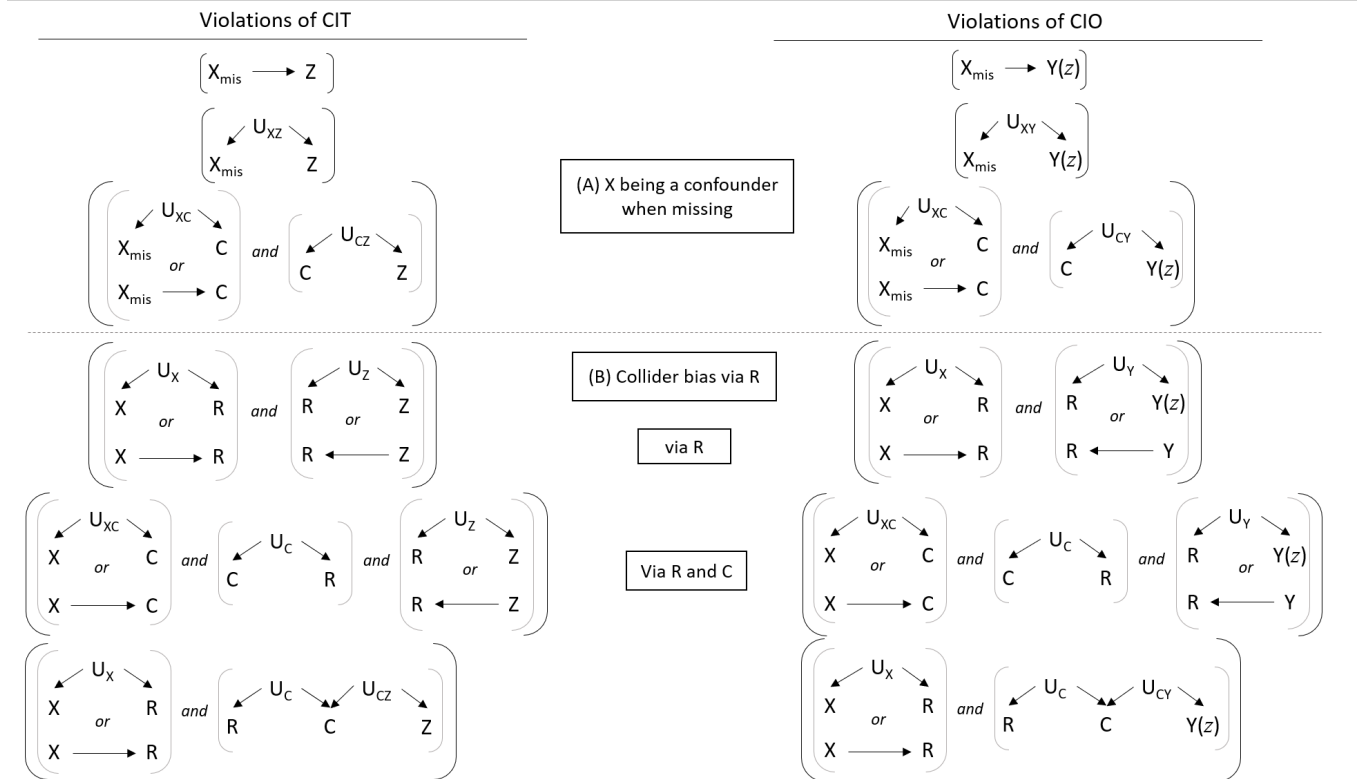 Violations of CIT
Violations of CIO
X_mis Z
X_mis Y(z)
U_XZ
X_mis Z
U_XY
X_mis Y(z)
(A) X being a confounder
when missing
U_XC
X_mis C
or
X_mis C
and
U_CZ
C Z
U_XC
X_mis C
or
X_mis C
and
U_CY
C Y(z)
U_X
X R
or
X R
and
U_Z
R Z
or
R Z
(B) Collider bias via R
via R
U_X
X R
or
X R
and
U_Y
R Y(z)
or
R Y
U_XC
X C
or
X C
and
U_C
C R
and
U_Z
R Z
or
R Z
Via R and C
U_XC
X C
or
X C
and
U_C
C R
and
U_Y
R Y(z)
or
R Y
U_X
X R
or
X R
and
U_C U_CZ
R C Z
U_X
X R
or
X R
and
U_C U_CY
R C Y(z)